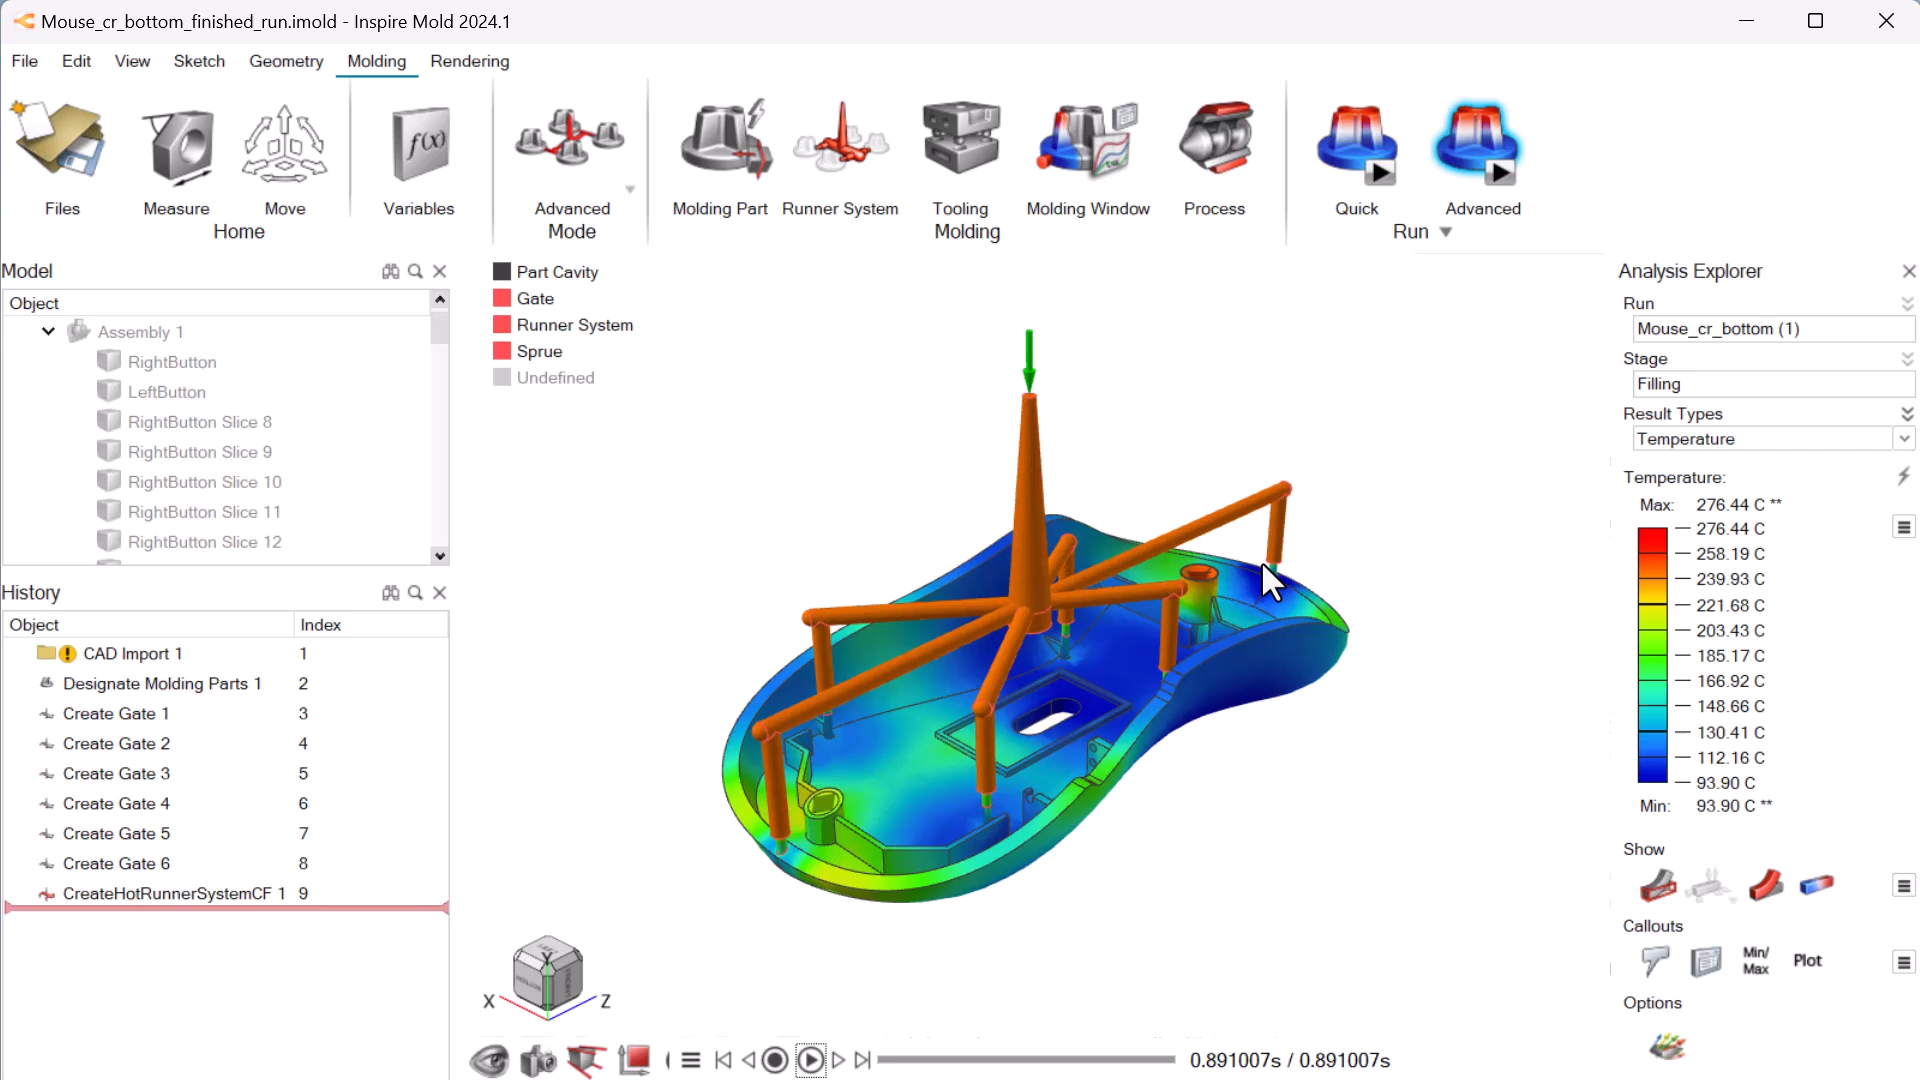 Mouse_cr_bottom_finished_run.imold - Inspire Mold 2024.1
File Edit View Sketch Geometry Molding Rendering
f(x)
Files Measure Move Variables Advanced Molding Part Runner System Tooling Molding Window Process Quick Advanced
Home Mode Molding Run
Model
Object
Assembly 1
RightButton
LeftButton
RightButton Slice 8
RightButton Slice 9
RightButton Slice 10
RightButton Slice 11
RightButton Slice 12
History
Object Index
CAD Import 1 1
Designate Molding Parts 1 2
Create Gate 1 3
Create Gate 2 4
Create Gate 3 5
Create Gate 4 6
Create Gate 5 7
Create Gate 6 8
CreateHotRunnerSystemCF 1 9
Part Cavity
Gate
Runner System
Sprue
Undefined
Y
X Z
0.891007s / 0.891007s
Analysis Explorer
Run
Mouse_cr_bottom (1)
Stage
Filling
Result Types
Temperature
Temperature:
Max: 276.44 C **
276.44 C
258.19 C
239.93 C
221.68 C
203.43 C
185.17 C
166.92 C
148.66 C
130.41 C
112.16 C
93.90 C
Min: 93.90 C **
Show
Callouts
Min/
Max
Plot
Options